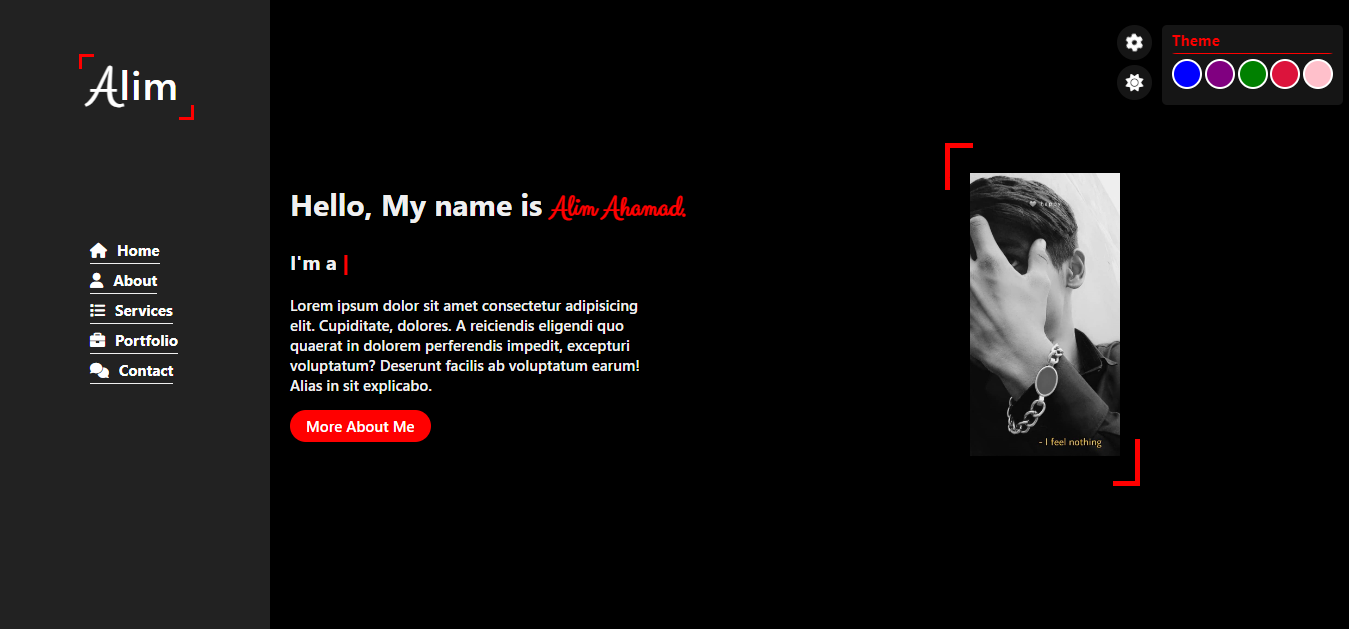 Alim
Home
About
Services
Portfolio
Contact
Hello, My name is Alim Ahamad.
I'm a |
Lorem ipsum dolor sit amet consectetur adipisicing
elit. Cupiditate, dolores. A reiciendis eligendi quo
quaerat in dolorem perferendis impedit, excepturi
voluptatum? Deserunt facilis ab voluptatum earum!
Alias in sit explicabo.
More About Me
Theme
- I feel nothing